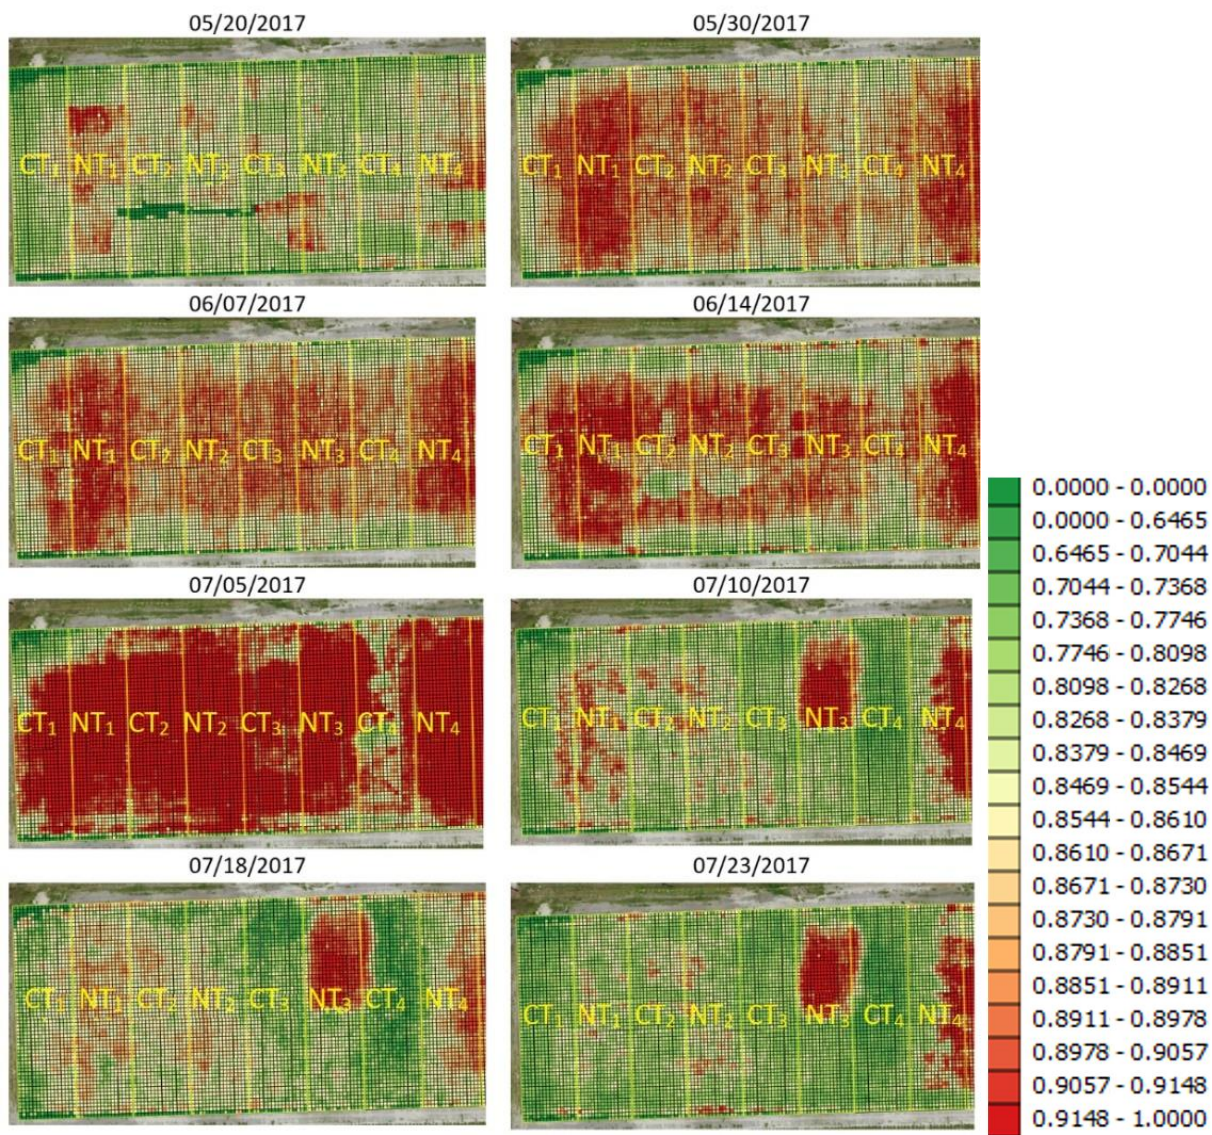 05/20/2017
05/30/2017
CT1 NT1 CT2 NT2 CT3 NT3 CT4 NT4
CT1 NT1 CT2 NT2 CT3 NT3 CT4 NT4
06/07/2017
06/14/2017
CT1 NT1 CT2 NT2 CT3 NT3 CT4 NT4
CT1 NT1 CT2 NT2 CT3 NT3 CT4 NT4
07/05/2017
07/10/2017
CT1 NT1 CT2 NT2 CT3 NT3 CT4 NT4
CT1 NT1 CT2 NT2 CT3 NT3 CT4 NT4
07/18/2017
07/23/2017
CT1 NT1 CT2 NT2 CT3 NT3 CT4 NT4
CT1 NT1 CT2 NT2 CT3 NT3 CT4 NT4
0.0000 - 0.0000
0.0000 - 0.6465
0.6465 - 0.7044
0.7044 - 0.7368
0.7368 - 0.7746
0.7746 - 0.8098
0.8098 - 0.8268
0.8268 - 0.8379
0.8379 - 0.8469
0.8469 - 0.8544
0.8544 - 0.8610
0.8610 - 0.8671
0.8671 - 0.8730
0.8730 - 0.8791
0.8791 - 0.8851
0.8851 - 0.8911
0.8911 - 0.8978
0.8978 - 0.9057
0.9057 - 0.9148
0.9148 - 1.0000